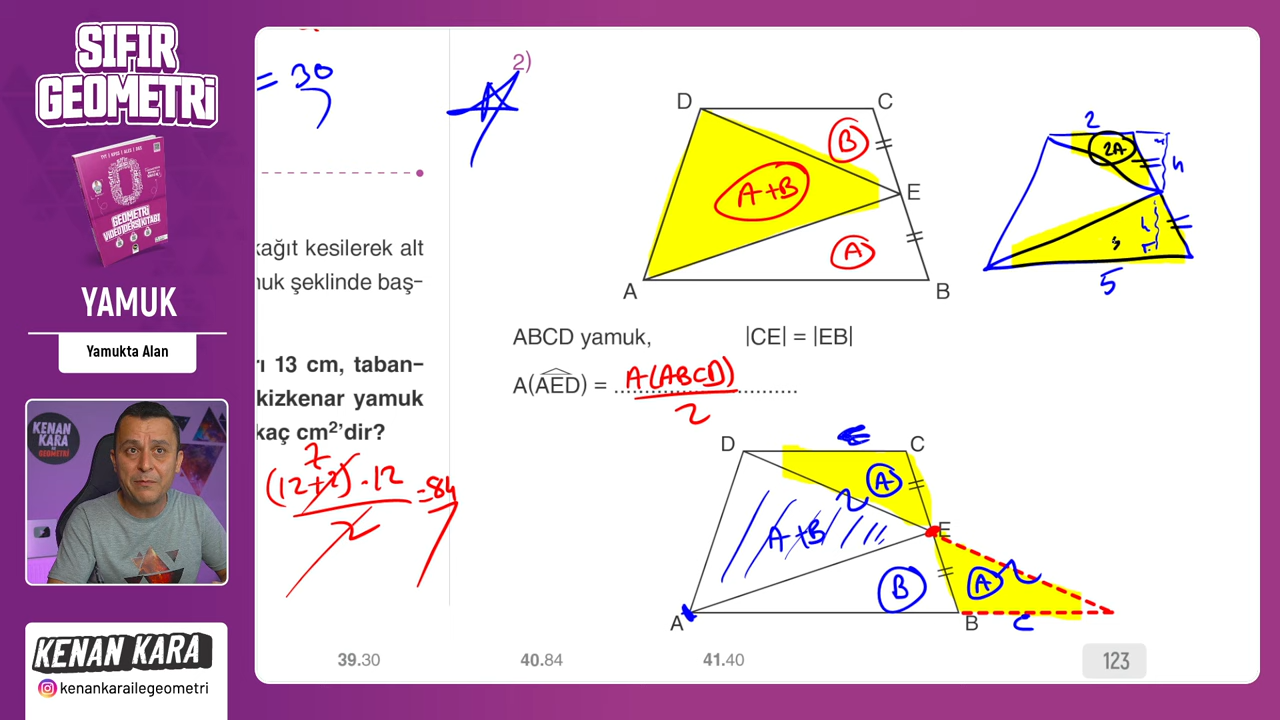 SIFIR
GEOMETRİ
0
GEOMETRİ
VİDEO DERS KİTABI
YAMUK
Yamukta Alan
KENAN
KARA
GEOMETRİ
KENAN KARA
kenankarailegeometri
= 30
kağıt kesilerek alt
muk şeklinde baş-
rı 13 cm, taban-
kizkenar yamuk
kaç cm²'dir?
7
(12+2) · 12 = 84
2
39.30
2)
D
C
B
A+B
E
A
A
B
2
2A
h
h
5
ABCD yamuk,
|CE| = |EB|
A(AED) = A(ABCD)
2
D
C
A
A+B
E
B
A
A
B
c
40.84
41.40
123